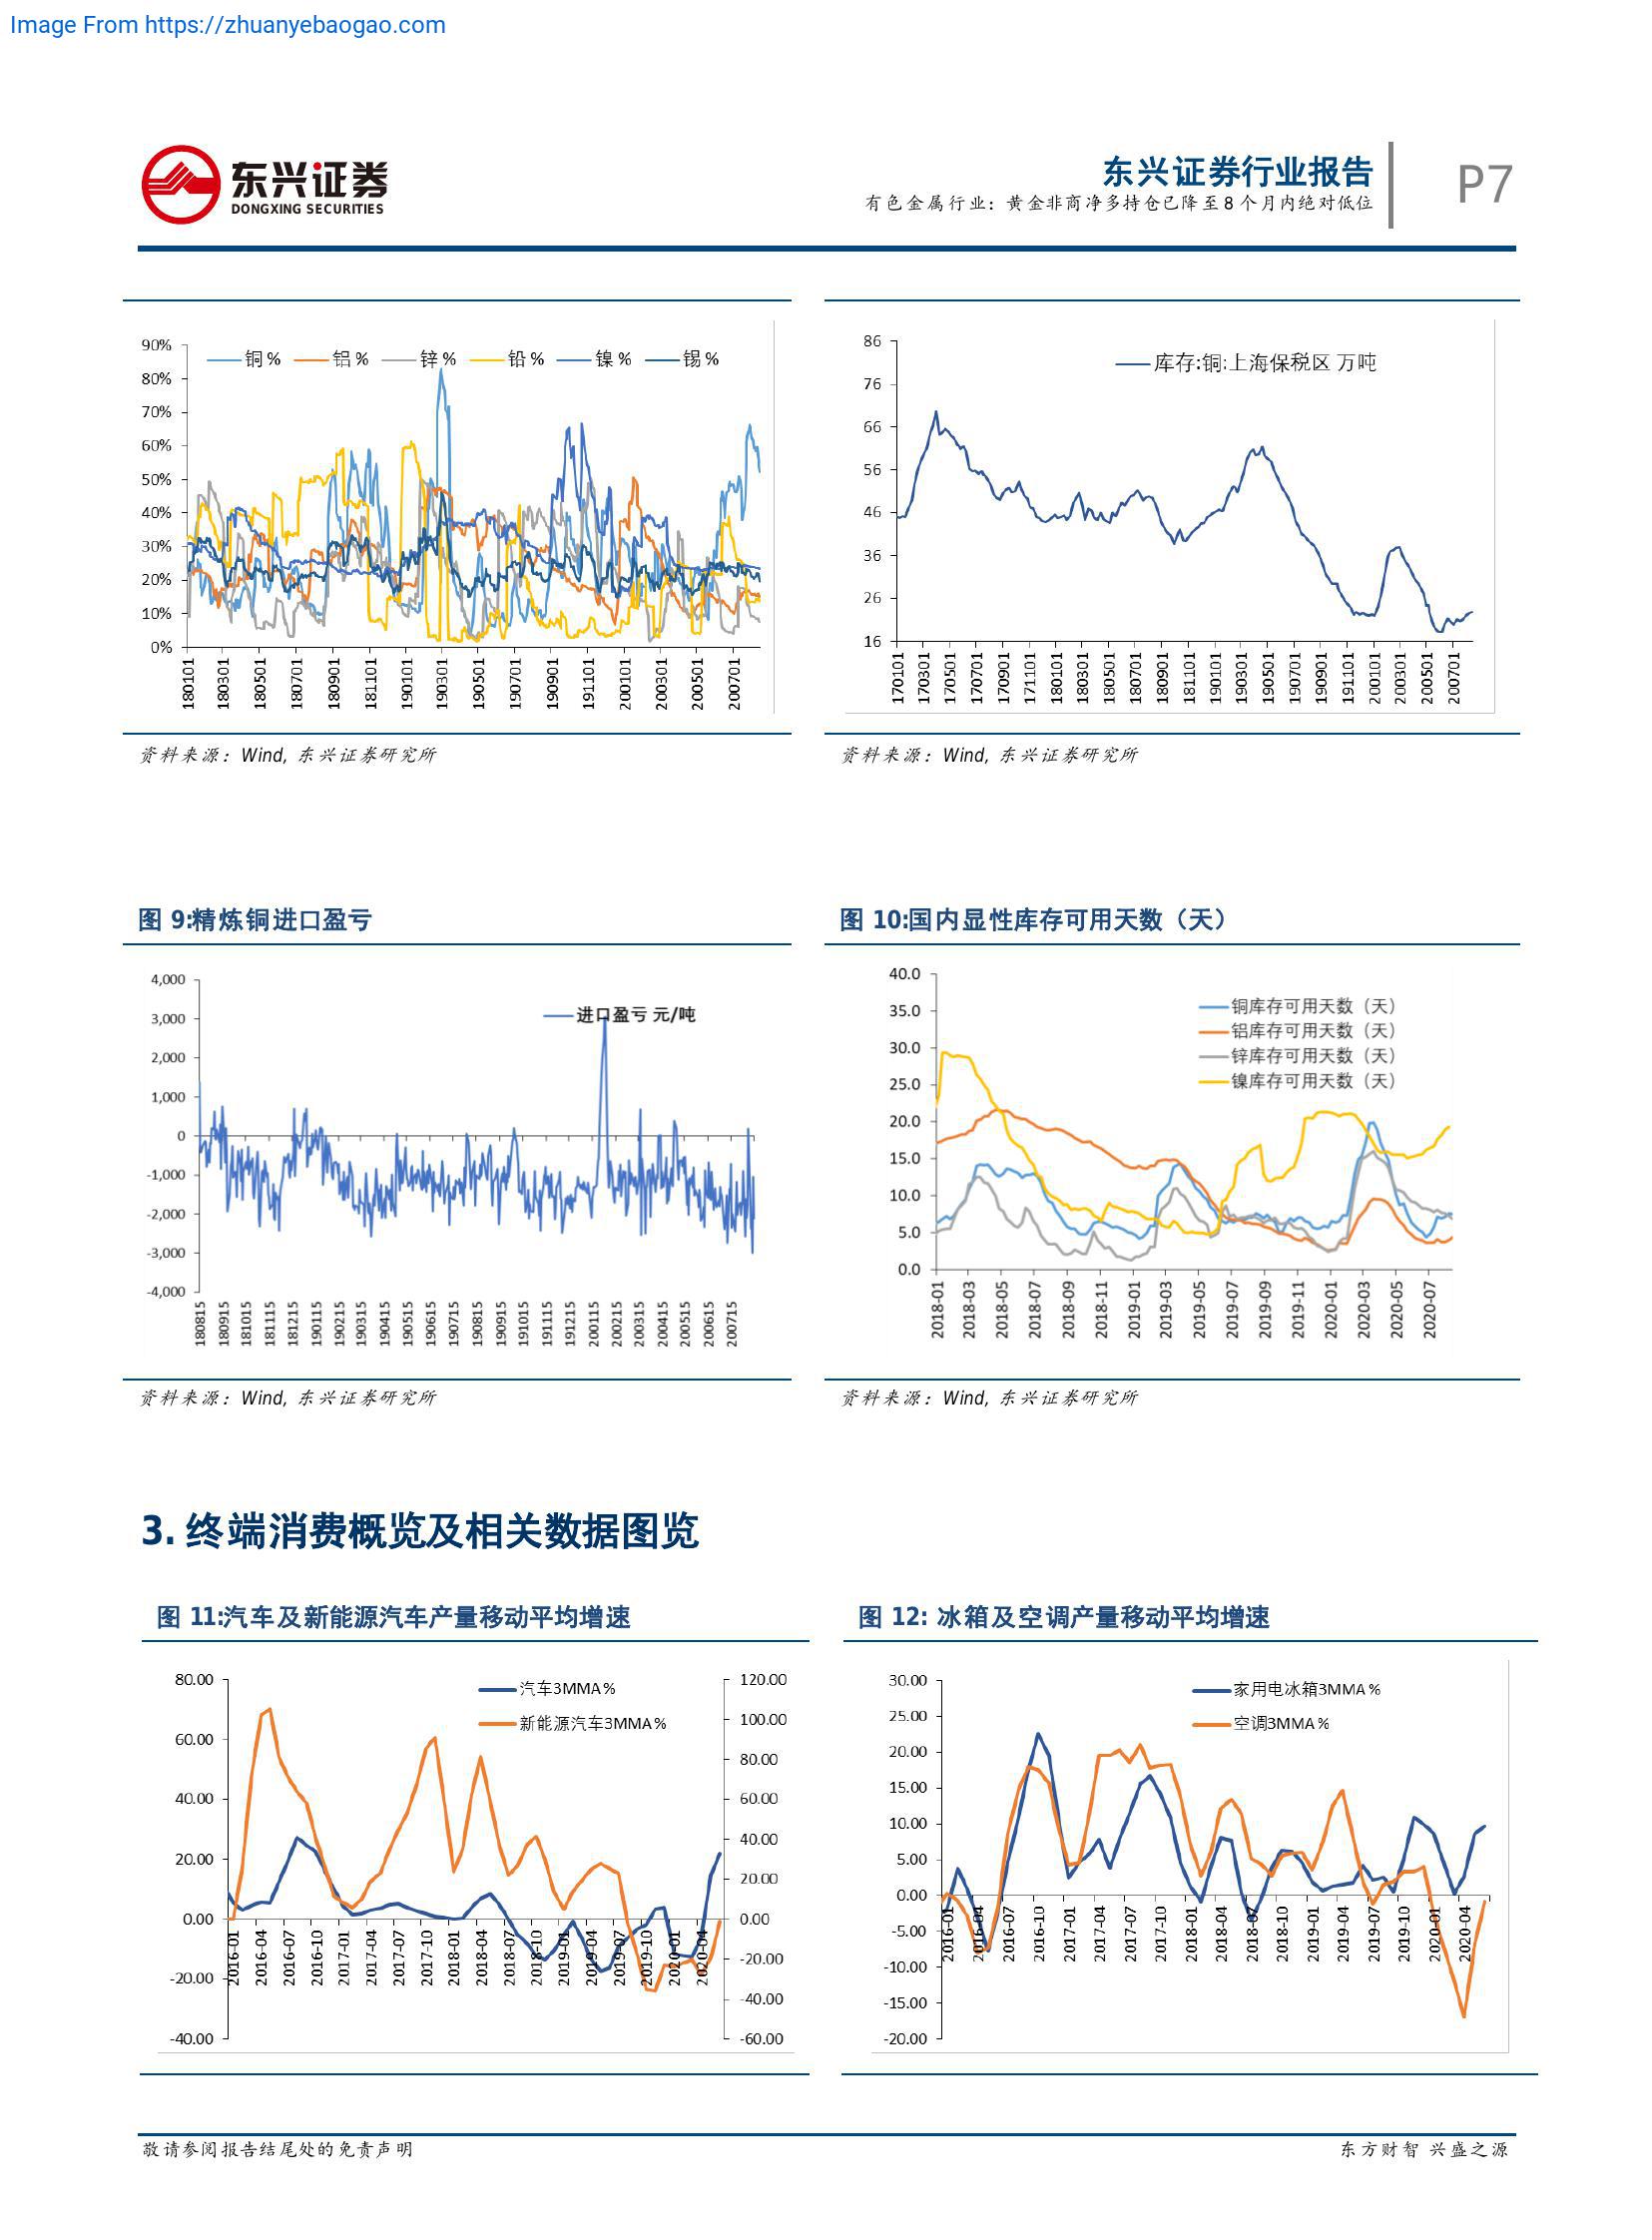 Image From https://zhuanyebaogao.com
东兴证券
DONGXING SECURITIES
东兴证券行业报告
有色金属行业：黄金非商净多持仓已降至8个月内绝对低位
P7
铜% 铝% 锌% 铅% 镍% 锡%
90%
80%
70%
60%
50%
40%
30%
20%
10%
0%
180101 180301 180501 180701 180901 181101 190101 190301 190501 190701 190901 191101 200101 200301 200501 200701
库存:铜:上海保税区 万吨
86
76
66
56
46
36
26
16
170101 170301 170501 170701 170901 171101 180101 180301 180501 180701 180901 181101 190101 190301 190501 190701 190901 191101 200101 200301 200501 200701
资料来源：Wind, 东兴证券研究所
资料来源：Wind, 东兴证券研究所
图 9:精炼铜进口盈亏
图 10:国内显性库存可用天数（天）
进口盈亏 元/吨
4,000
3,000
2,000
1,000
0
-1,000
-2,000
-3,000
-4,000
180815 180915 181015 181115 181215 190115 190215 190315 190415 190515 190615 190715 190815 190915 191015 191115 191215 200115 200215 200315 200415 200515 200615 200715
铜库存可用天数（天）
铝库存可用天数（天）
锌库存可用天数（天）
镍库存可用天数（天）
40.0
35.0
30.0
25.0
20.0
15.0
10.0
5.0
0.0
2018-01 2018-03 2018-05 2018-07 2018-09 2018-11 2019-01 2019-03 2019-05 2019-07 2019-09 2019-11 2020-01 2020-03 2020-05 2020-07
资料来源：Wind, 东兴证券研究所
资料来源：Wind, 东兴证券研究所
3. 终端消费概览及相关数据图览
图 11:汽车及新能源汽车产量移动平均增速
图 12: 冰箱及空调产量移动平均增速
汽车3MMA%
新能源汽车3MMA%
80.00
60.00
40.00
20.00
0.00
-20.00
-40.00
120.00
100.00
80.00
60.00
40.00
20.00
0.00
-20.00
-40.00
-60.00
2016-01 2016-04 2016-07 2016-10 2017-01 2017-04 2017-07 2017-10 2018-01 2018-04 2018-07 2018-10 2019-01 2019-04 2019-07 2019-10 2020-01 2020-04
家用电冰箱3MMA%
空调3MMA%
30.00
25.00
20.00
15.00
10.00
5.00
0.00
-5.00
-10.00
-15.00
-20.00
2016-01 2016-04 2016-07 2016-10 2017-01 2017-04 2017-07 2017-10 2018-01 2018-04 2018-07 2018-10 2019-01 2019-04 2019-07 2019-10 2020-01 2020-04
敬请参阅报告结尾处的免责声明
东方财智 兴盛之源